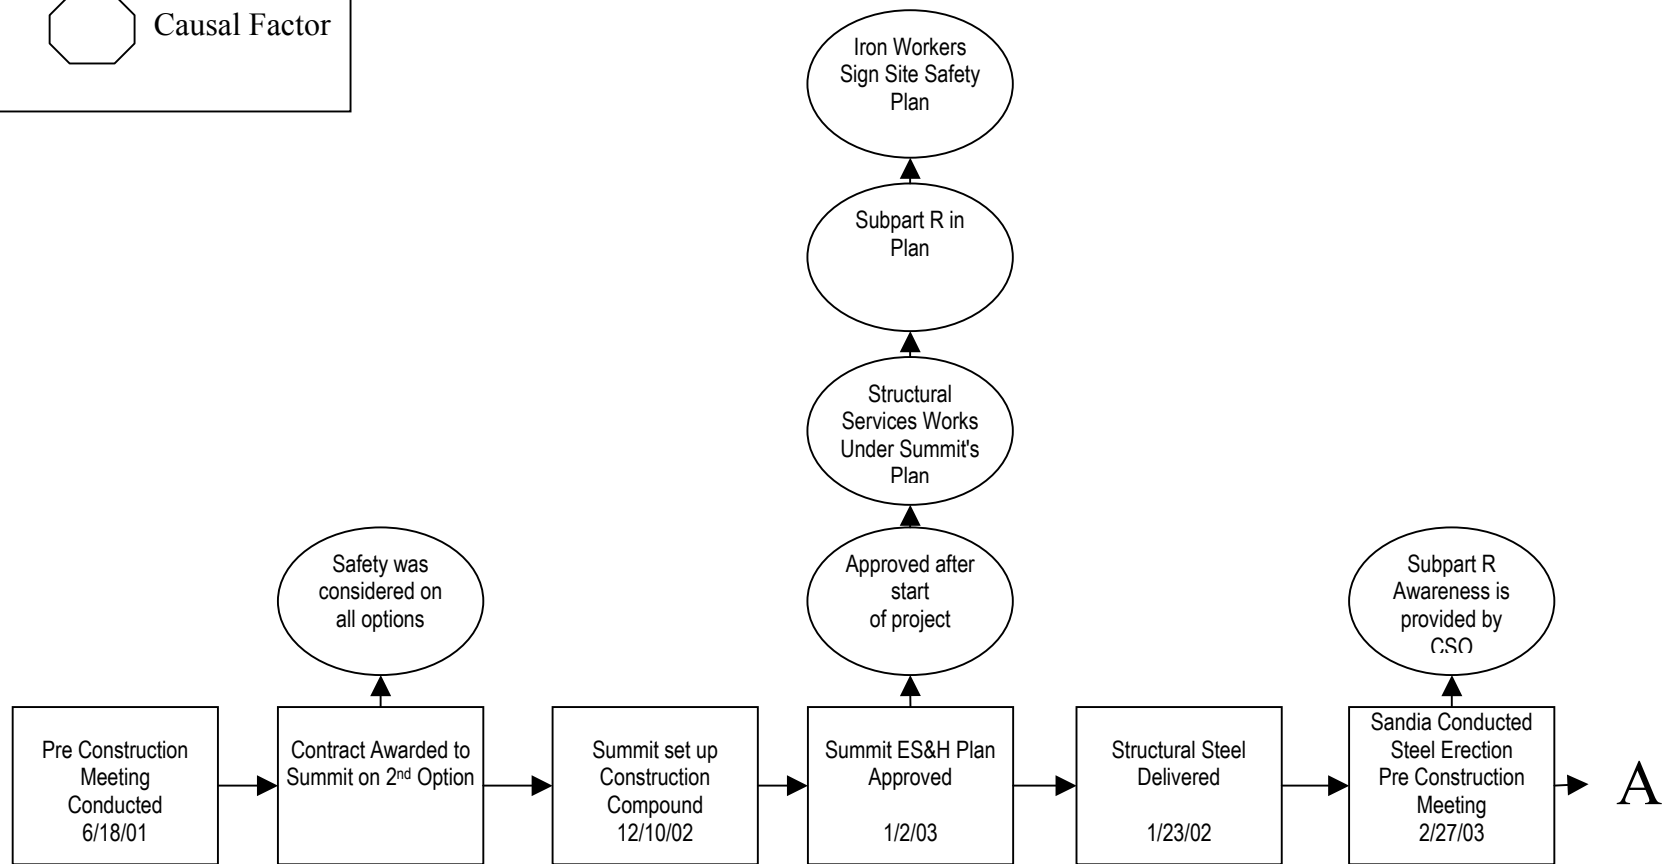 Causal Factor
Iron Workers
Sign Site Safety
Plan
Subpart R in
Plan
Structural
Services Works
Under Summit's
Plan
Safety was
considered on
all options
Approved after
start
of project
Subpart R
Awareness is
provided by
CSO
Pre Construction
Meeting
Conducted
6/18/01
Contract Awarded to
Summit on 2nd Option
Summit set up
Construction
Compound
12/10/02
Summit ES&H Plan
Approved
1/2/03
Structural Steel
Delivered
1/23/02
Sandia Conducted
Steel Erection
Pre Construction
Meeting
2/27/03
A